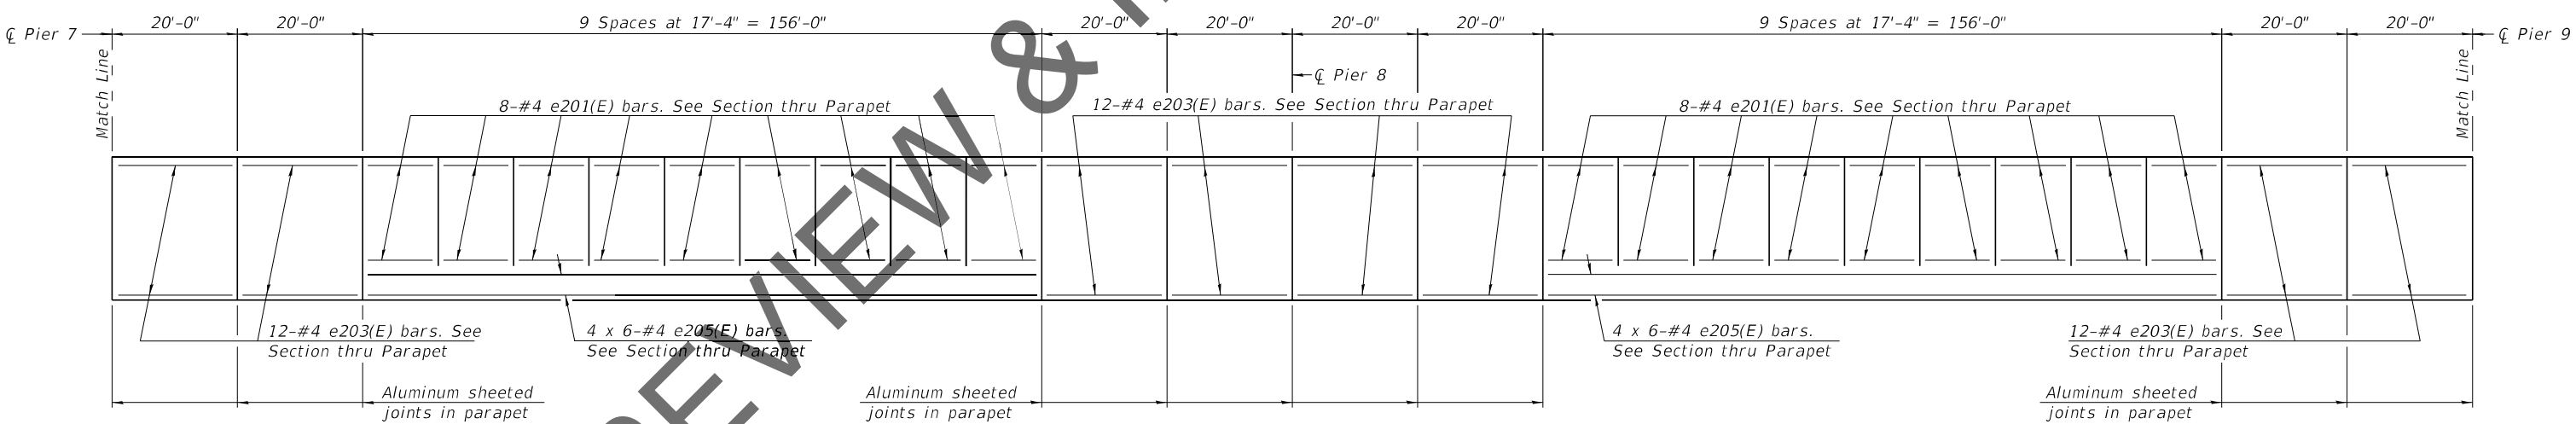 20'-0" 20'-0" 9 Spaces at 17'-4" = 156'-0" 20'-0" 20'-0" 20'-0" 20'-0" 9 Spaces at 17'-4" = 156'-0" 20'-0" 20'-0"
℄ Pier 7
℄ Pier 9
Match Line
℄ Pier 8
Match Line
8-#4 e201(E) bars. See Section thru Parapet
12-#4 e203(E) bars. See Section thru Parapet
8-#4 e201(E) bars. See Section thru Parapet
12-#4 e203(E) bars. See
Section thru Parapet
4 x 6-#4 e205(E) bars.
See Section thru Parapet
4 x 6-#4 e205(E) bars.
See Section thru Parapet
12-#4 e203(E) bars. See
Section thru Parapet
Aluminum sheeted
joints in parapet
Aluminum sheeted
joints in parapet
Aluminum sheeted
joints in parapet